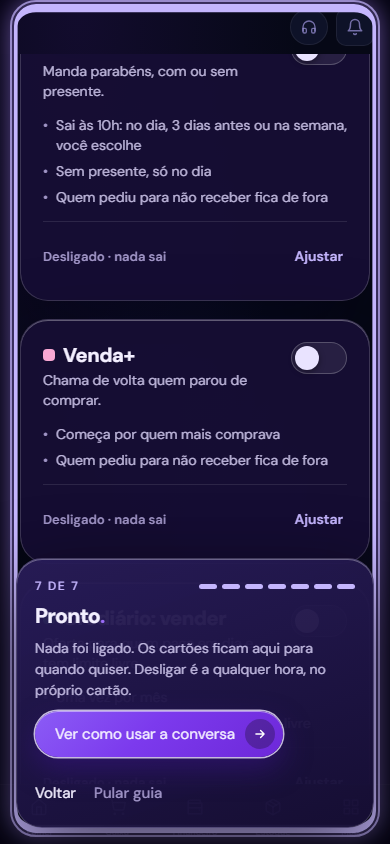 Manda parabéns, com ou sem
presente.
• Sai às 10h: no dia, 3 dias antes ou na semana,
você escolhe
• Sem presente, só no dia
• Quem pediu para não receber fica de fora
Desligado · nada sai
Ajustar
Venda+
Chama de volta quem parou de
comprar.
• Começa por quem mais comprava
• Quem pediu para não receber fica de fora
Desligado · nada sai
Ajustar
7 DE 7
Pronto.
Nada foi ligado. Os cartões ficam aqui para
quando quiser. Desligar é a qualquer hora, no
próprio cartão.
Ver como usar a conversa
Voltar
Pular guia